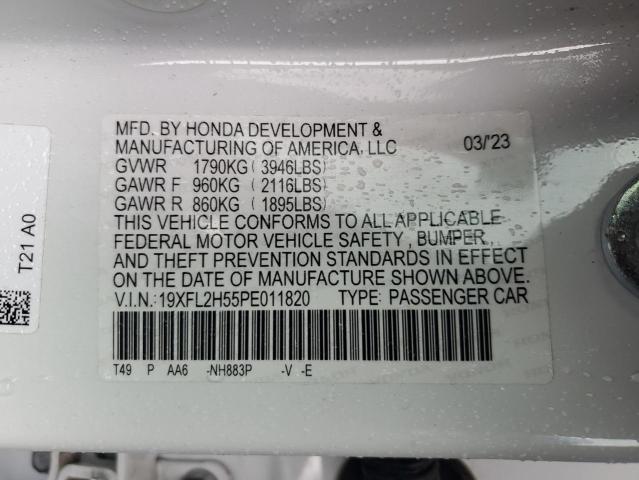 MFD. BY HONDA DEVELOPMENT &
MANUFACTURING OF AMERICA, LLC 03/'23
GVWR 1790KG ( 3946LBS)
GAWR F 960KG ( 2116LBS)
GAWR R 860KG ( 1895LBS)
THIS VEHICLE CONFORMS TO ALL APPLICABLE
FEDERAL MOTOR VEHICLE SAFETY , BUMPER,
AND THEFT PREVENTION STANDARDS IN EFFECT
ON THE DATE OF MANUFACTURE SHOWN ABOVE.
V.I.N.: 19XFL2H55PE011820 TYPE: PASSENGER CAR
T49 P AA6 -NH883P -V -E
T21 A0